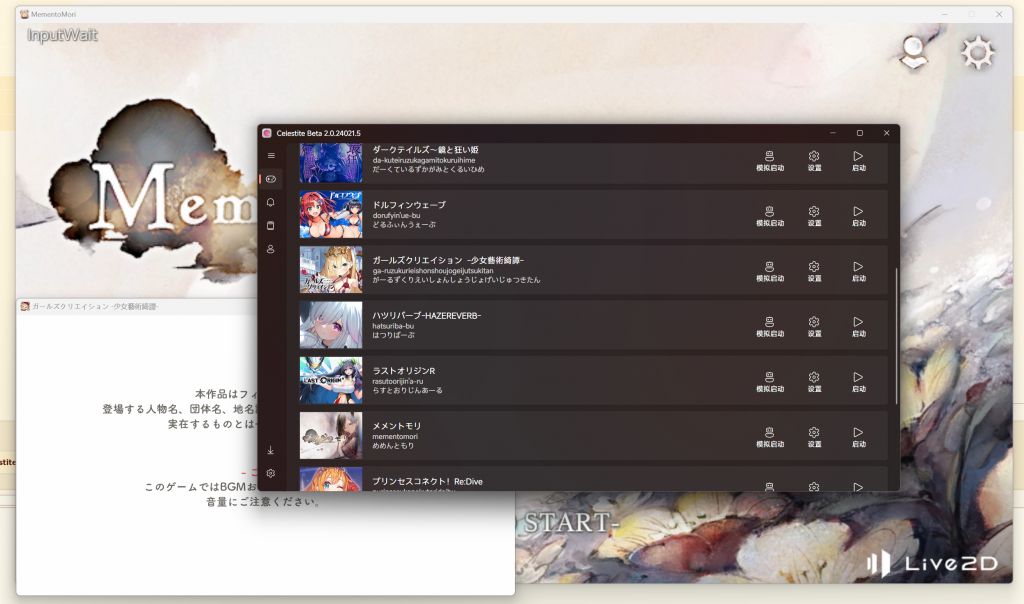 MementoMori
InputWait
Mem
Celestite Beta 2.0.24021.5
ダークテイルズ～鏡と狂い姫
da-kuteiruzukagamitokuruihime
だーくているずかがみとくるいひめ
模拟启动
设置
启动
ドルフィンウェーブ
dorufyin'ue-bu
どるふぃんうぇーぶ
模拟启动
设置
启动
ガールズクリエイション -少女藝術綺譚-
ga-ruzukurieishonshoujogeijutsukitan
がーるずくりえいしょんしょうじょげいじゅつきたん
模拟启动
设置
启动
ハツリバーブ-HAZEREVERB-
hatsuriba-bu
はつりばーぶ
模拟启动
设置
启动
LAST ORIGIN
ラストオリジンR
rasutoorijin'a-ru
らすとおりじんあーる
模拟启动
设置
启动
メメントモリ
mementomori
めめんともり
模拟启动
设置
启动
プリンセスコネクト！Re:Dive
ガールズクリエイション -少女藝術綺譚-
本作品はフィ
登場する人物名、団体名、地名
実在するものとは
このゲームではBGMお
音量にご注意ください。
stite
START-
Live2D